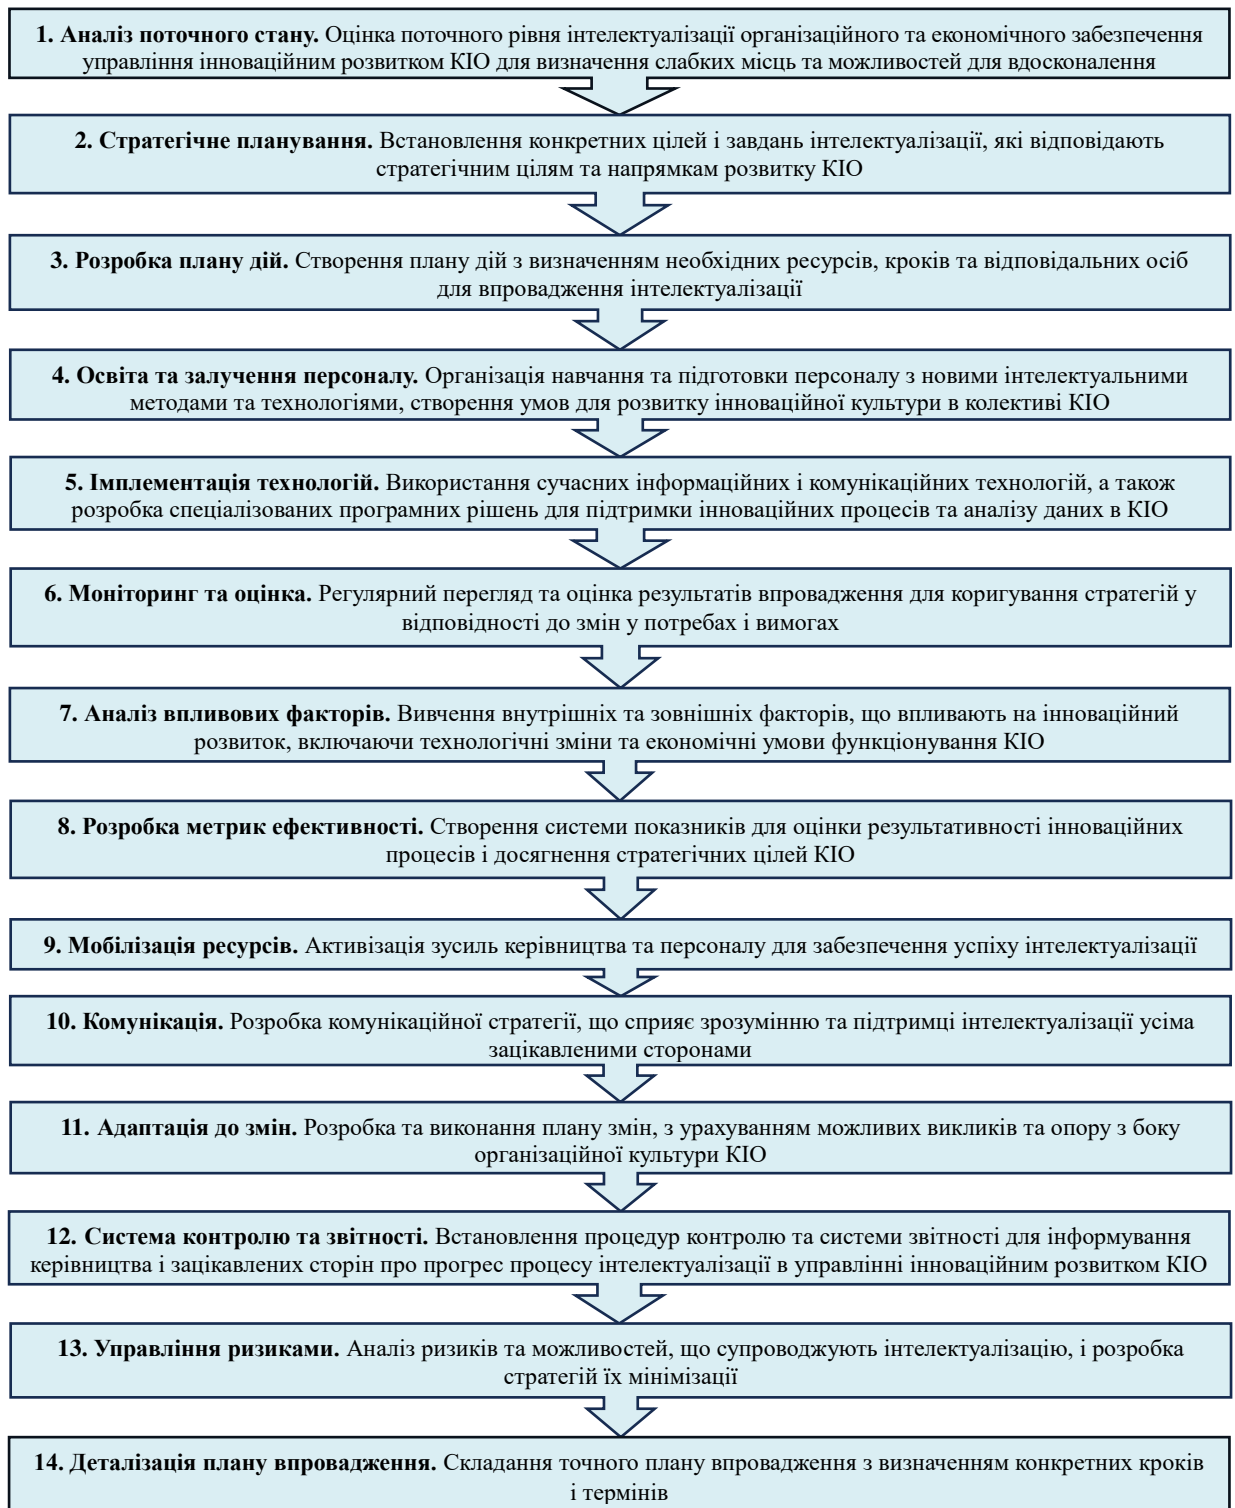 1. Аналіз поточного стану. Оцінка поточного рівня інтелектуалізації організаційного та економічного забезпечення
управління інноваційним розвитком КІО для визначення слабких місць та можливостей для вдосконалення
2. Стратегічне планування. Встановлення конкретних цілей і завдань інтелектуалізації, які відповідають
стратегічним цілям та напрямкам розвитку КІО
3. Розробка плану дій. Створення плану дій з визначенням необхідних ресурсів, кроків та відповідальних осіб
для впровадження інтелектуалізації
4. Освіта та залучення персоналу. Організація навчання та підготовки персоналу з новими інтелектуальними
методами та технологіями, створення умов для розвитку інноваційної культури в колективі КІО
5. Імплементація технологій. Використання сучасних інформаційних і комунікаційних технологій, а також
розробка спеціалізованих програмних рішень для підтримки інноваційних процесів та аналізу даних в КІО
6. Моніторинг та оцінка. Регулярний перегляд та оцінка результатів впровадження для коригування стратегій у
відповідності до змін у потребах і вимогах
7. Аналіз впливових факторів. Вивчення внутрішніх та зовнішніх факторів, що впливають на інноваційний
розвиток, включаючи технологічні зміни та економічні умови функціонування КІО
8. Розробка метрик ефективності. Створення системи показників для оцінки результативності інноваційних
процесів і досягнення стратегічних цілей КІО
9. Мобілізація ресурсів. Активізація зусиль керівництва та персоналу для забезпечення успіху інтелектуалізації
10. Комунікація. Розробка комунікаційної стратегії, що сприяє зрозумінню та підтримці інтелектуалізації усіма
зацікавленими сторонами
11. Адаптація до змін. Розробка та виконання плану змін, з урахуванням можливих викликів та опору з боку
організаційної культури КІО
12. Система контролю та звітності. Встановлення процедур контролю та системи звітності для інформування
керівництва і зацікавлених сторін про прогрес процесу інтелектуалізації в управлінні інноваційним розвитком КІО
13. Управління ризиками. Аналіз ризиків та можливостей, що супроводжують інтелектуалізацію, і розробка
стратегій їх мінімізації
14. Деталізація плану впровадження. Складання точного плану впровадження з визначенням конкретних кроків
і термінів